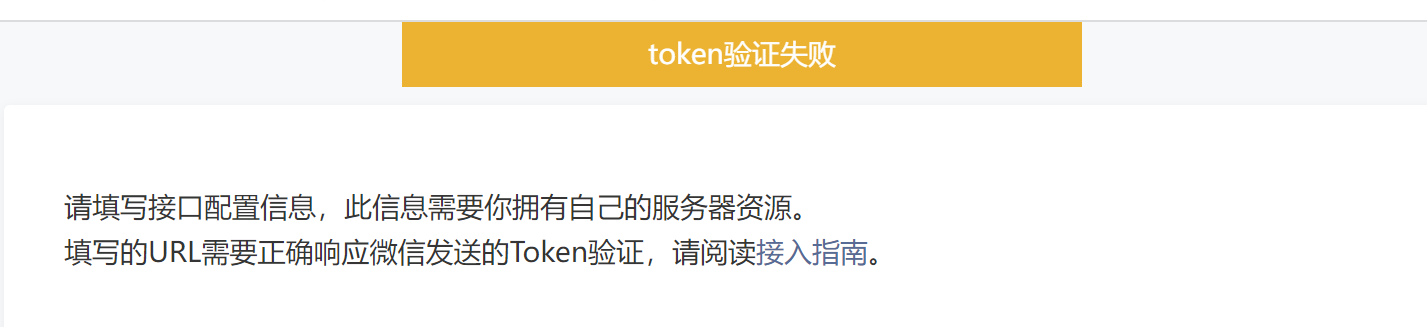 token验证失败
请填写接口配置信息，此信息需要你拥有自己的服务器资源。
填写的URL需要正确响应微信发送的Token验证，请阅读接入指南。